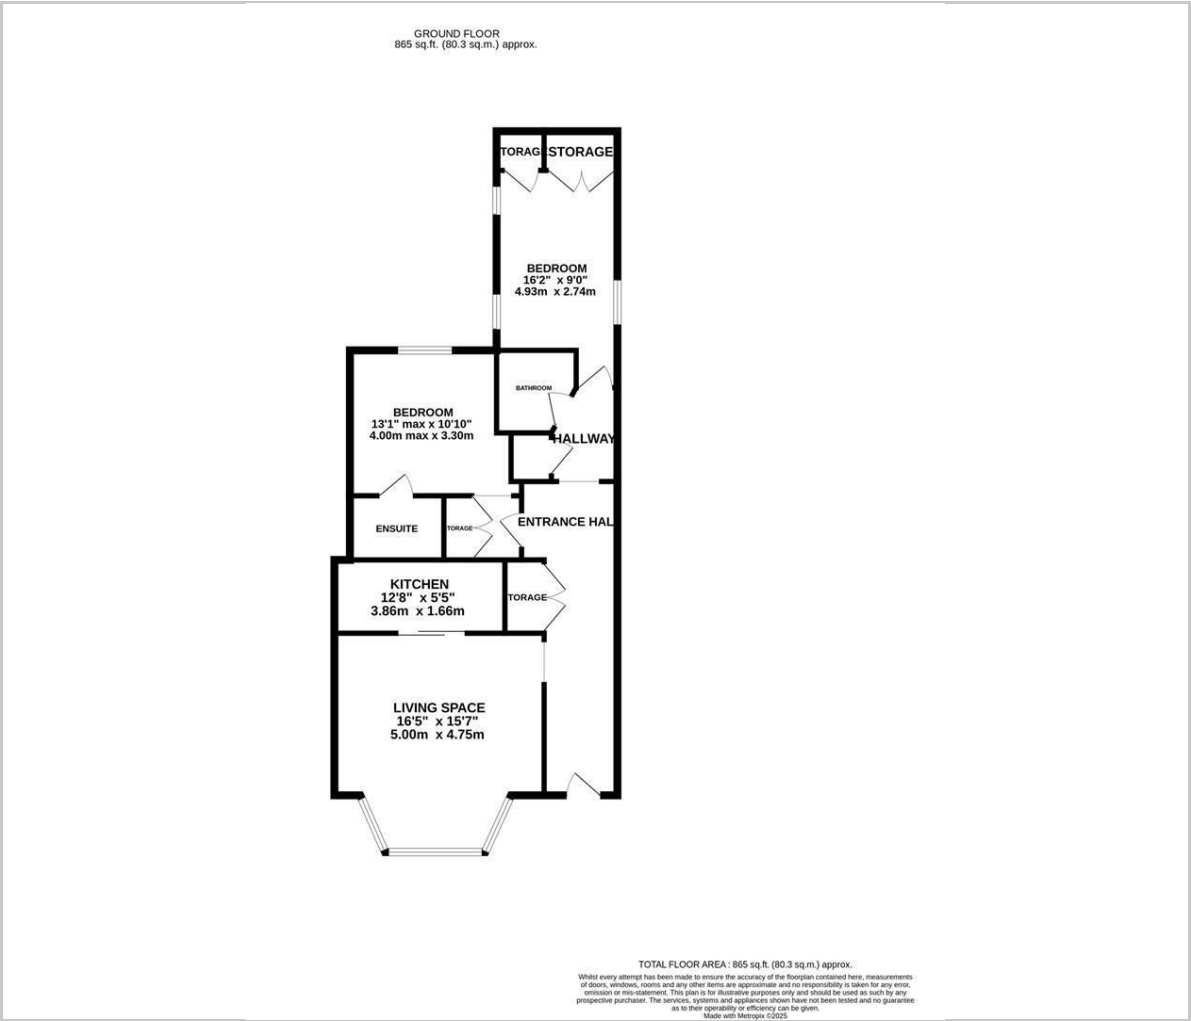 GROUND FLOOR
865 sq.ft. (80.3 sq.m.) approx.
TORAGE
STORAGE
BEDROOM
16'2" x 9'0"
4.93m x 2.74m
BATHROOM
BEDROOM
13'1" max x 10'10"
4.00m max x 3.30m
HALLWAY
ENTRANCE HAL
ENSUITE
TORAGE
KITCHEN
12'8" x 5'5"
3.86m x 1.66m
TORAGE
LIVING SPACE
16'5" x 15'7"
5.00m x 4.75m
TOTAL FLOOR AREA : 865 sq.ft. (80.3 sq.m.) approx.
Whilst every attempt has been made to ensure the accuracy of the floorplan contained here, measurements
of doors, windows, rooms and any other items are approximate and no responsibility is taken for any error,
omission or mis-statement. This plan is for illustrative purposes only and should be used as such by any
prospective purchaser. The services, systems and appliances shown have not been tested and no guarantee
as to their operability or efficiency can be given.
Made with Metropix ©2025